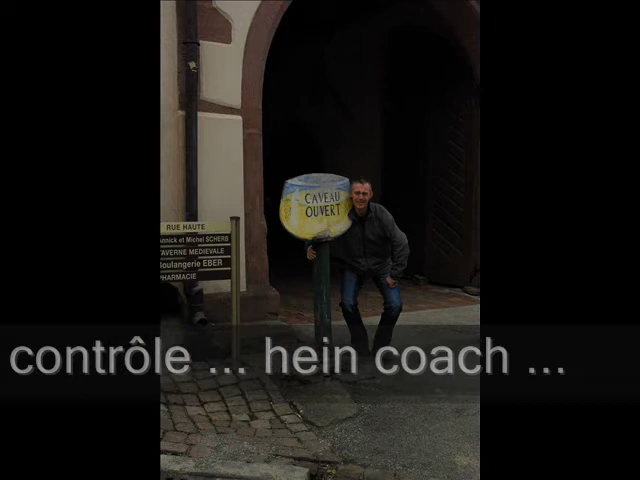 CAVEAU
OUVERT
RUE HAUTE
annick et Michel SCHERB
TAVERNE MEDIEVALE
Boulangerie EBER
PHARMACIE
contrôle ... hein coach ...